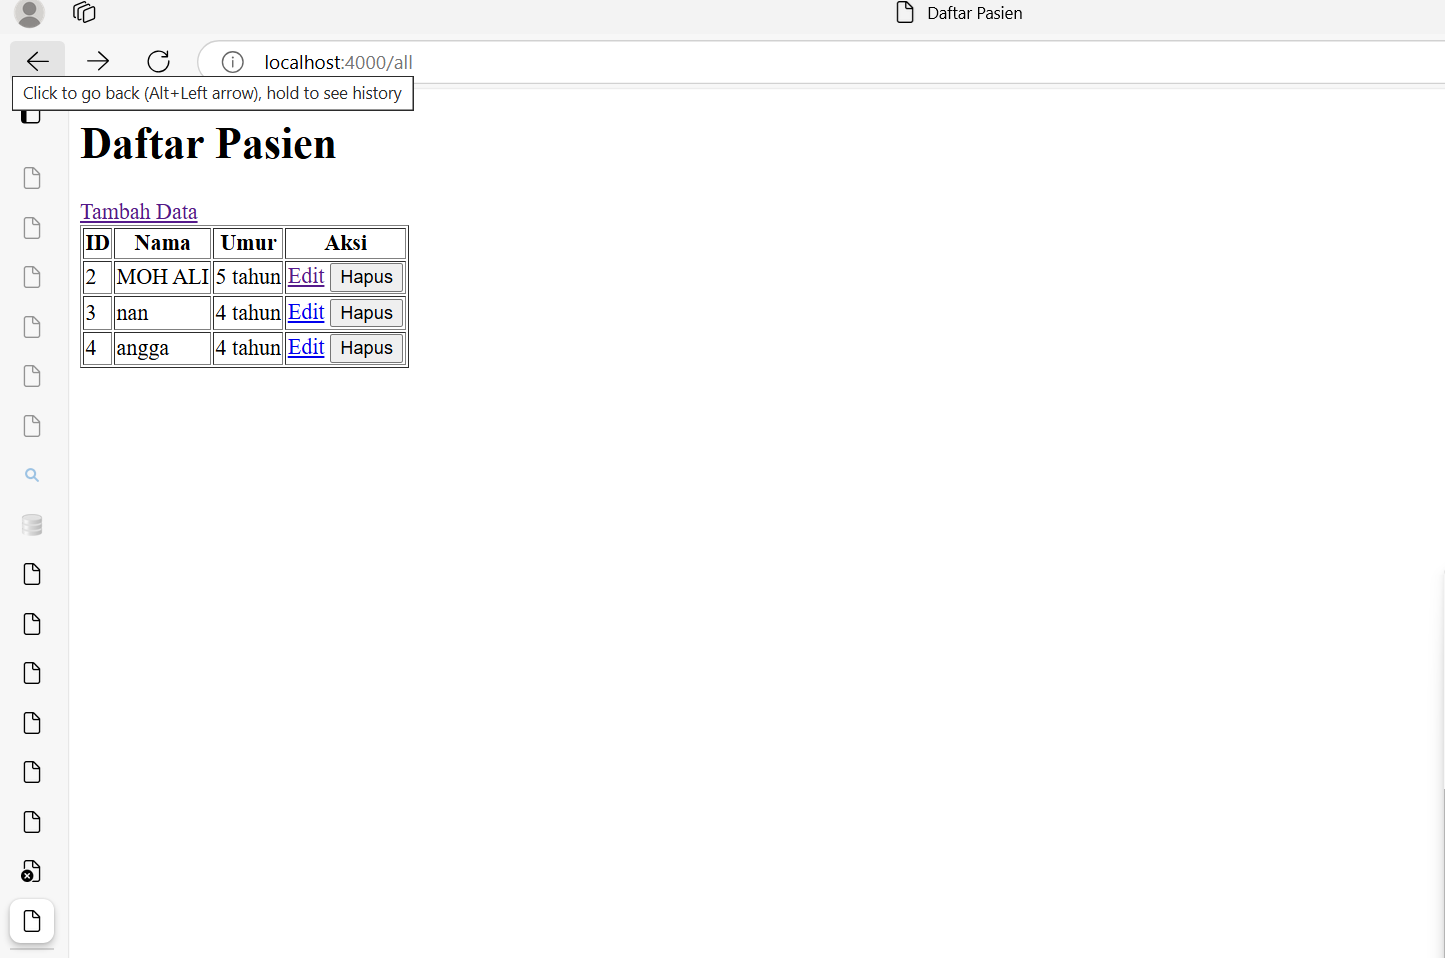 Daftar Pasien
localhost:4000/all
Click to go back (Alt+Left arrow), hold to see history
Daftar Pasien
Tambah Data
ID Nama Umur Aksi
2 MOH ALI 5 tahun Edit Hapus
3 nan 4 tahun Edit Hapus
4 angga 4 tahun Edit Hapus